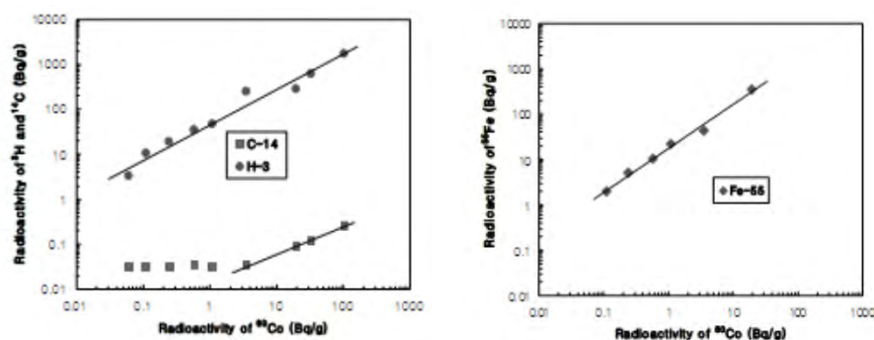 Radioactivity of ³H and ¹⁴C (Bq/g)
10000
1000
100
10
1
0.1
0.01
C-14
H-3
0.01 0.1 1 10 100 1000
Radioactivity of ⁶⁰Co (Bq/g)
Radioactivity of ⁵⁵Fe (Bq/g)
10000
1000
100
10
1
0.1
0.01
Fe-55
0.01 0.1 1 10 100 1000
Radioactivity of ⁶⁰Co (Bq/g)